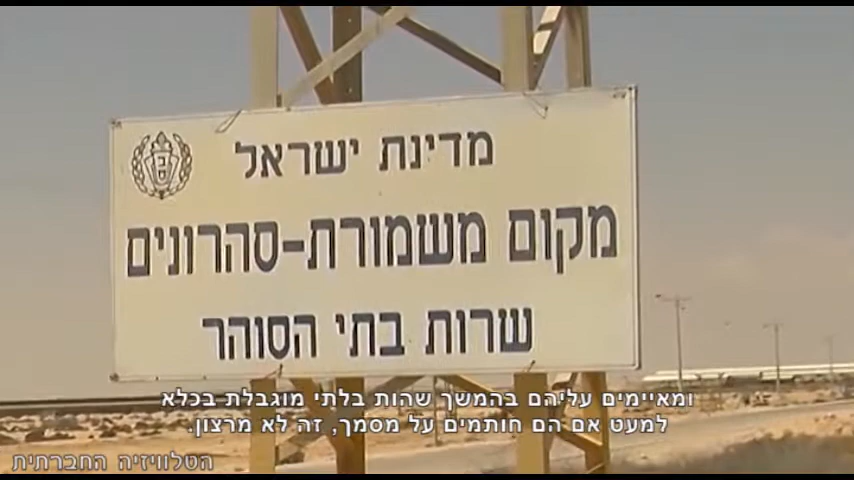 מדינת ישראל
מקום משמורת-סהרונים
שרות בתי הסוהר
ומאיימים עליהם בהמשך שהות בלתי מוגבלת בכלא
למעט אם הם חותמים על מסמך, זה לא מרצון.
הטלוויזיה החברתית